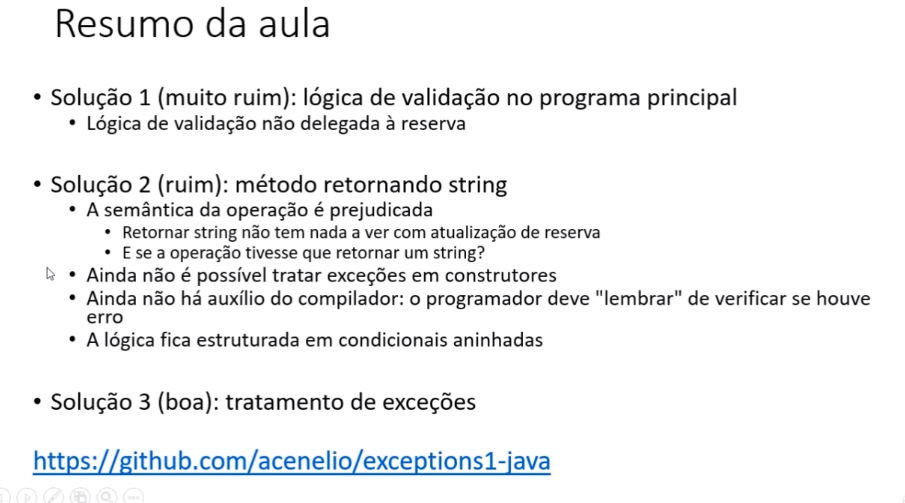 Resumo da aula
• Solução 1 (muito ruim): lógica de validação no programa principal
• Lógica de validação não delegada à reserva
• Solução 2 (ruim): método retornando string
• A semântica da operação é prejudicada
• Retornar string não tem nada a ver com atualização de reserva
• E se a operação tivesse que retornar um string?
• Ainda não é possível tratar exceções em construtores
• Ainda não há auxílio do compilador: o programador deve "lembrar" de verificar se houve
erro
• A lógica fica estruturada em condicionais aninhadas
• Solução 3 (boa): tratamento de exceções
https://github.com/acenelio/exceptions1-java